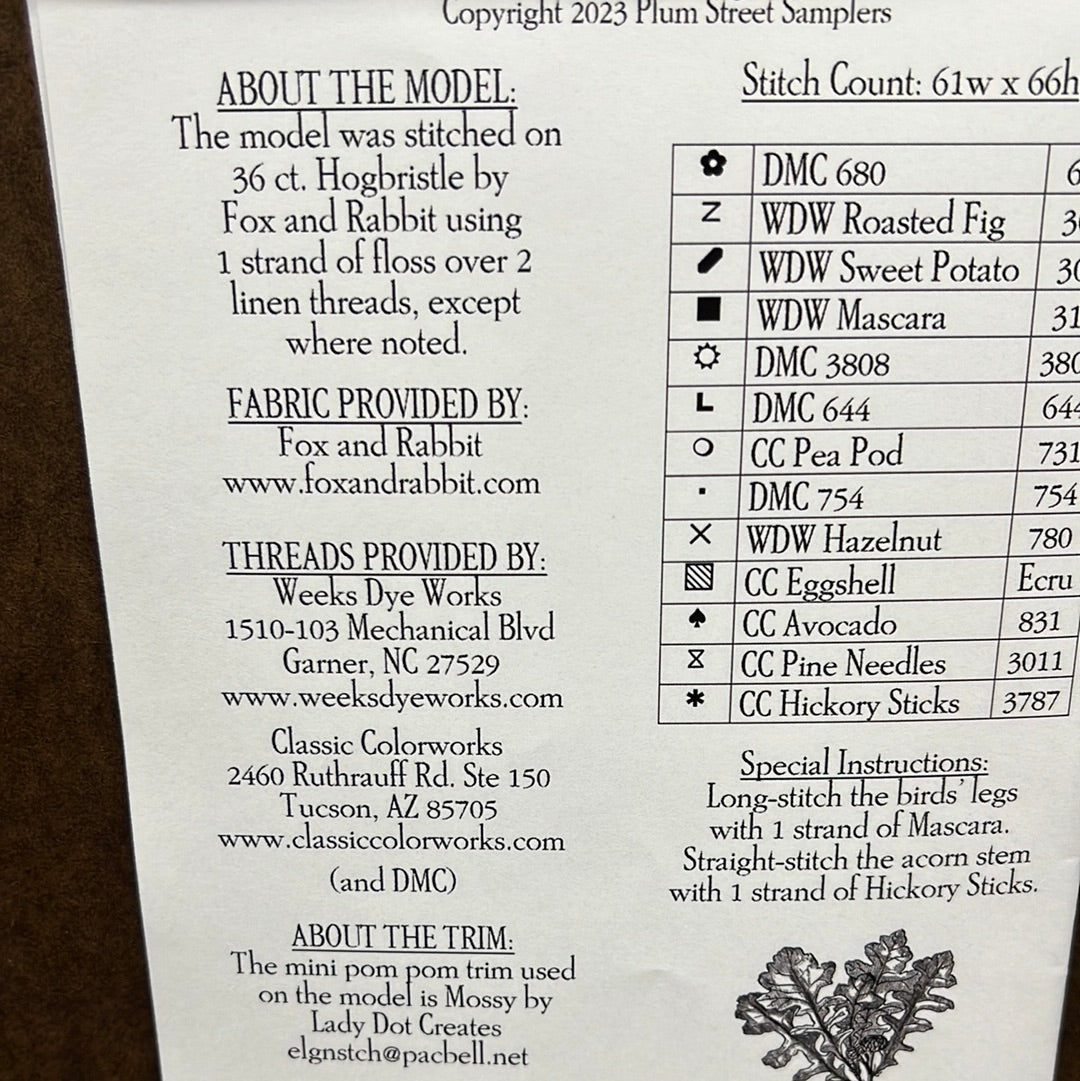 Copyright 2023 Plum Street Samplers
ABOUT THE MODEL:
The model was stitched on
36 ct. Hogbristle by
Fox and Rabbit using
1 strand of floss over 2
linen threads, except
where noted.
FABRIC PROVIDED BY:
Fox and Rabbit
www.foxandrabbit.com
THREADS PROVIDED BY:
Weeks Dye Works
1510-103 Mechanical Blvd
Garner, NC 27529
www.weeksdyeworks.com
Classic Colorworks
2460 Ruthrauff Rd. Ste 150
Tucson, AZ 85705
www.classiccolorworks.com
(and DMC)
ABOUT THE TRIM:
The mini pom pom trim used
on the model is Mossy by
Lady Dot Creates
elgnstch@pacbell.net
Stitch Count: 61w x 66h
DMC 680
WDW Roasted Fig
WDW Sweet Potato
WDW Mascara
DMC 3808
DMC 644
CC Pea Pod 731
DMC 754 754
WDW Hazelnut 780
CC Eggshell Ecru
CC Avocado 831
CC Pine Needles 3011
CC Hickory Sticks 3787
Special Instructions:
Long-stitch the birds' legs
with 1 strand of Mascara.
Straight-stitch the acorn stem
with 1 strand of Hickory Sticks.